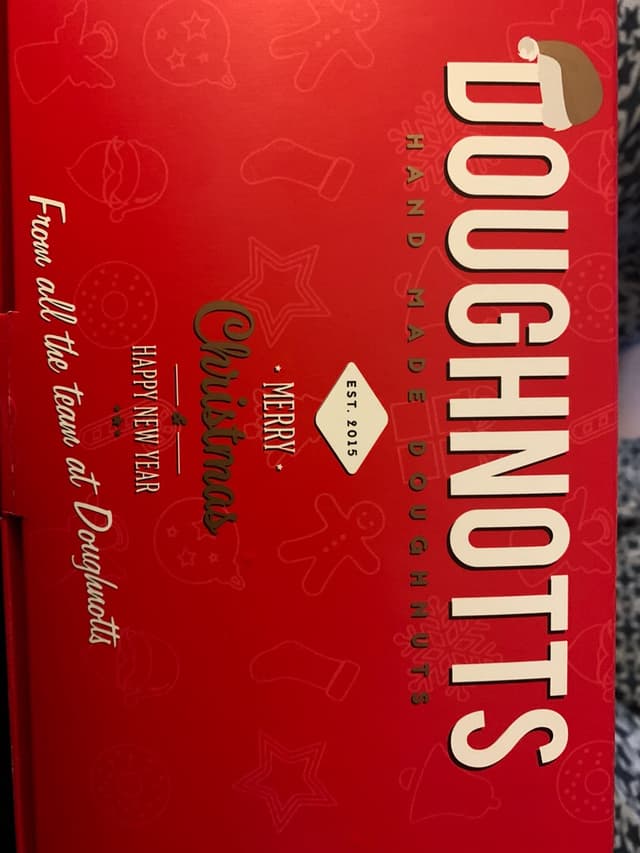 DOUGHNOTTS
HAND MADE DOUGHNUTS
EST. 2015
MERRY
Christmas
&
HAPPY NEW YEAR
From all the team at Doughnotts